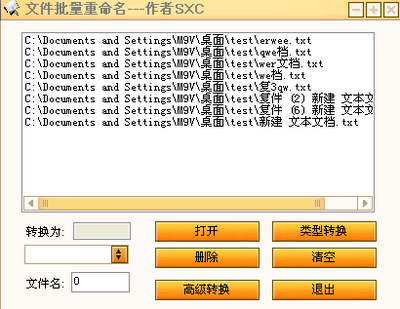 文件批量重命名---作者SXC
C:\Documents and Settings\M9V\桌面\test\erwee.txt
C:\Documents and Settings\M9V\桌面\test\qwe档.txt
C:\Documents and Settings\M9V\桌面\test\wer文档.txt
C:\Documents and Settings\M9V\桌面\test\we档.txt
C:\Documents and Settings\M9V\桌面\test\复3qw.txt
C:\Documents and Settings\M9V\桌面\test\复件 (2) 新建 文本文
C:\Documents and Settings\M9V\桌面\test\复件 (6) 新建 文本文
C:\Documents and Settings\M9V\桌面\test\新建 文本文档.txt
转换为: 打开 类型转换
删除 清空
文件名: 0 高级转换 退出